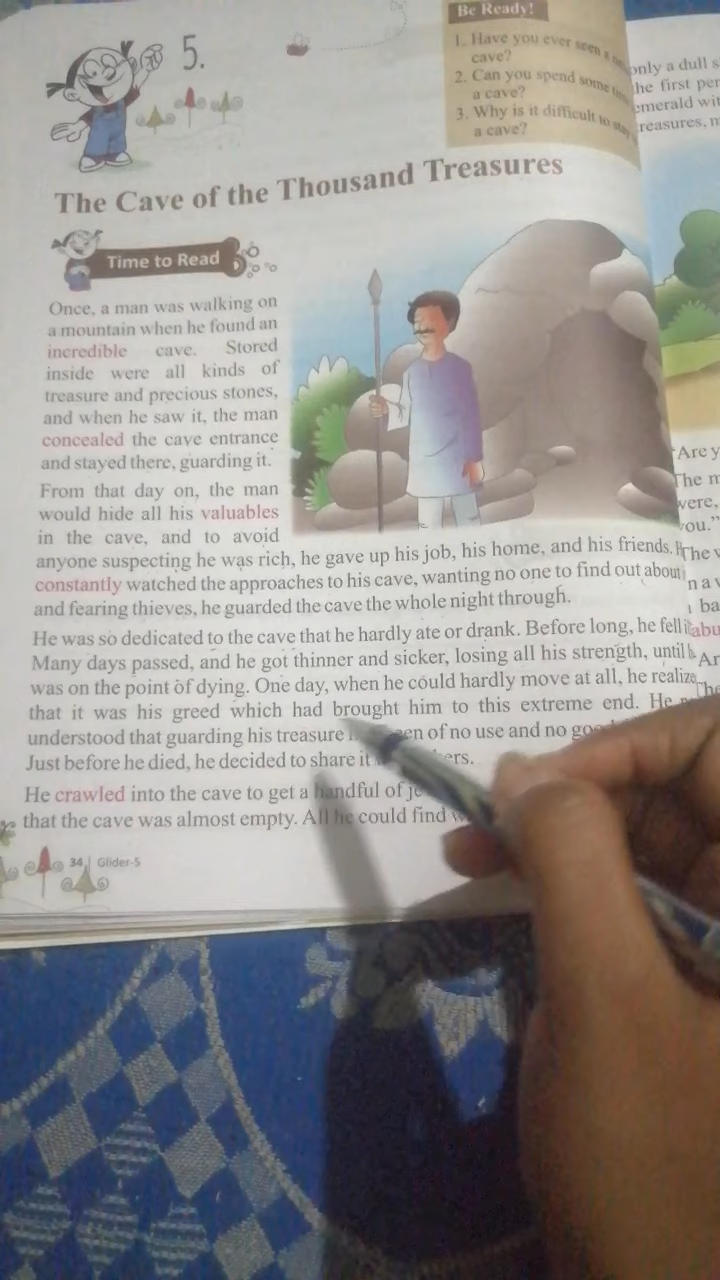 Be Ready!
1. Have you ever seen a
cave?
2. Can you spend some
a cave?
3. Why is it difficult to stay
a cave?
5.
The Cave of the Thousand Treasures
Time to Read
Once, a man was walking on
a mountain when he found an
incredible cave. Stored
inside were all kinds of
treasure and precious stones,
and when he saw it, the man
concealed the cave entrance
and stayed there, guarding it.
From that day on, the man
would hide all his valuables
in the cave, and to avoid
anyone suspecting he was rich, he gave up his job, his home, and his friends.
constantly watched the approaches to his cave, wanting no one to find out about
and fearing thieves, he guarded the cave the whole night through.
He was so dedicated to the cave that he hardly ate or drank. Before long, he fell
Many days passed, and he got thinner and sicker, losing all his strength, until
was on the point of dying. One day, when he could hardly move at all, he realize
that it was his greed which had brought him to this extreme end. He
understood that guarding his treasure of no use and no
Just before he died, he decided to share it
He crawled into the cave to get a handful of
that the cave was almost empty. All he could find
34 | Glider-5
only a dull s
the first per
emerald wit
treasures, m
"Are y
The m
were,
you."
The